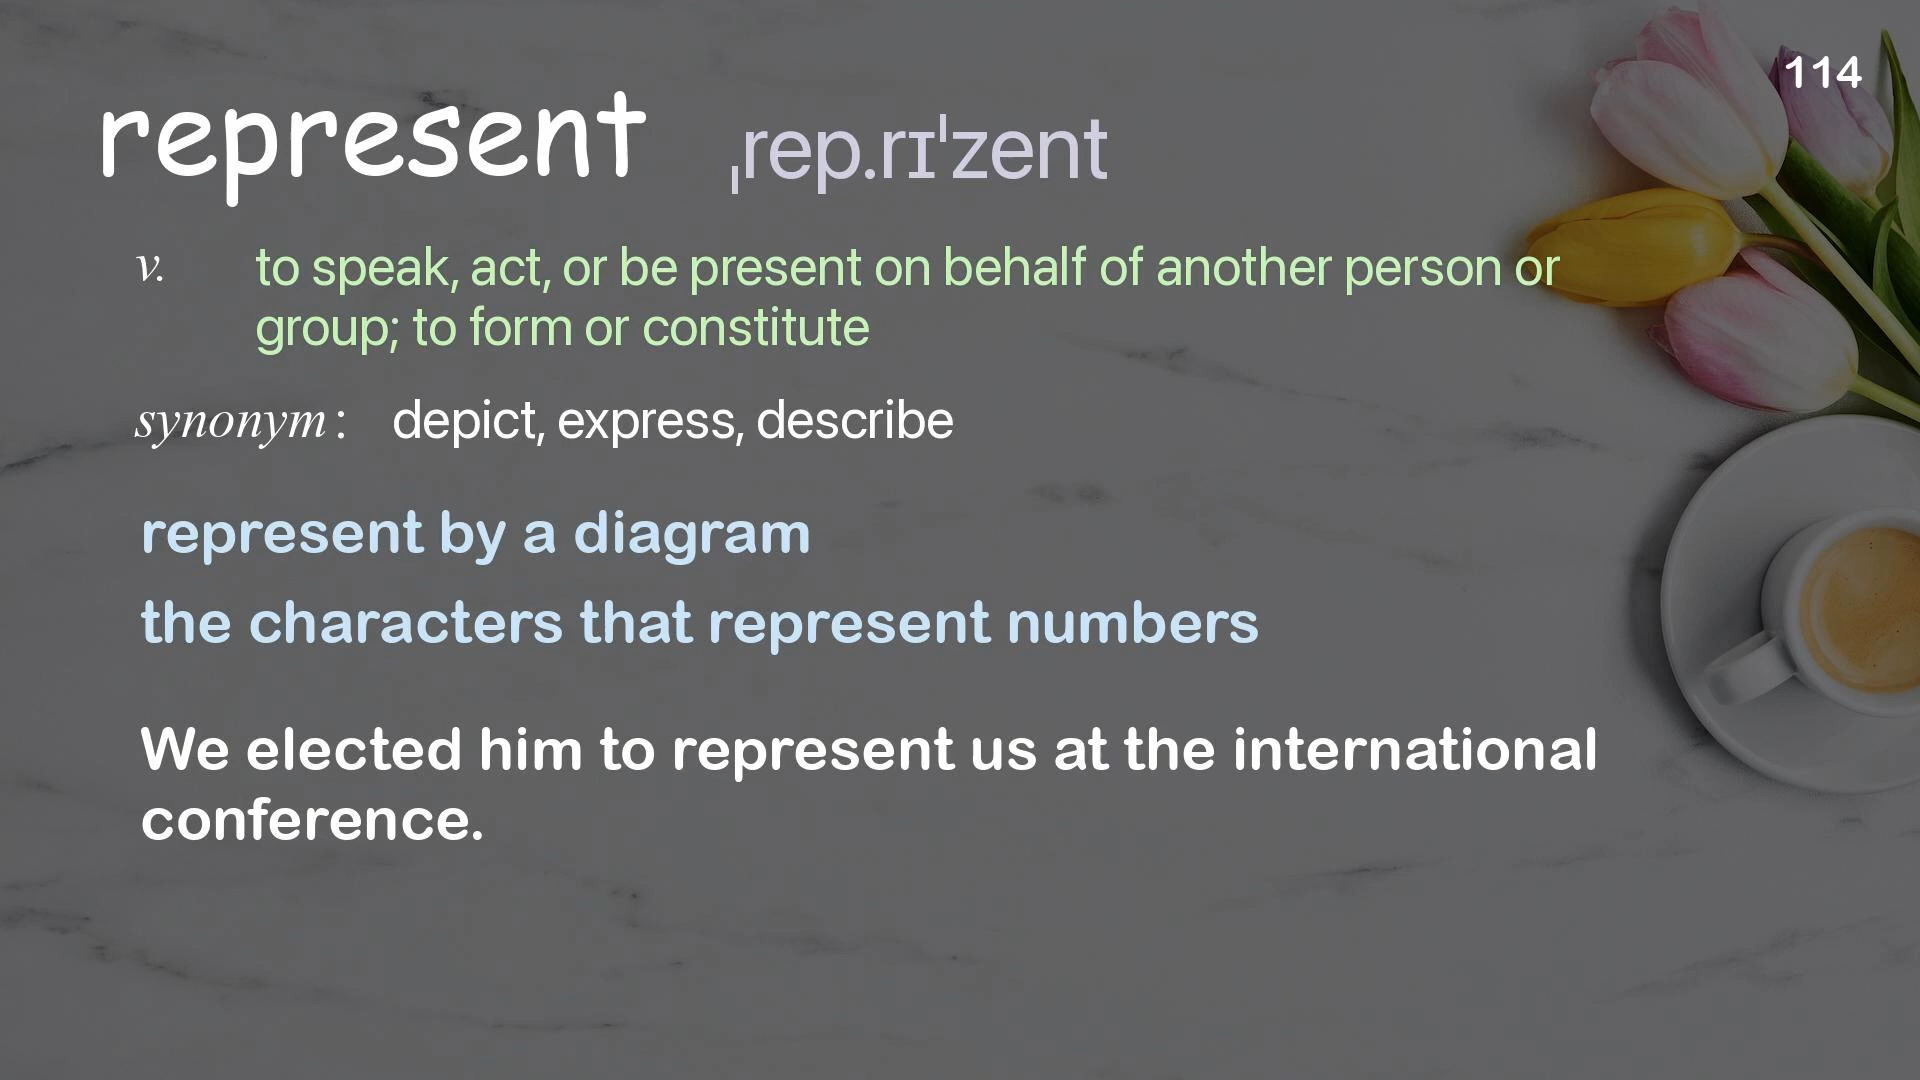 114
represent ˌrep.rɪˈzent
v. to speak, act, or be present on behalf of another person or
group; to form or constitute
synonym: depict, express, describe
represent by a diagram
the characters that represent numbers
We elected him to represent us at the international
conference.